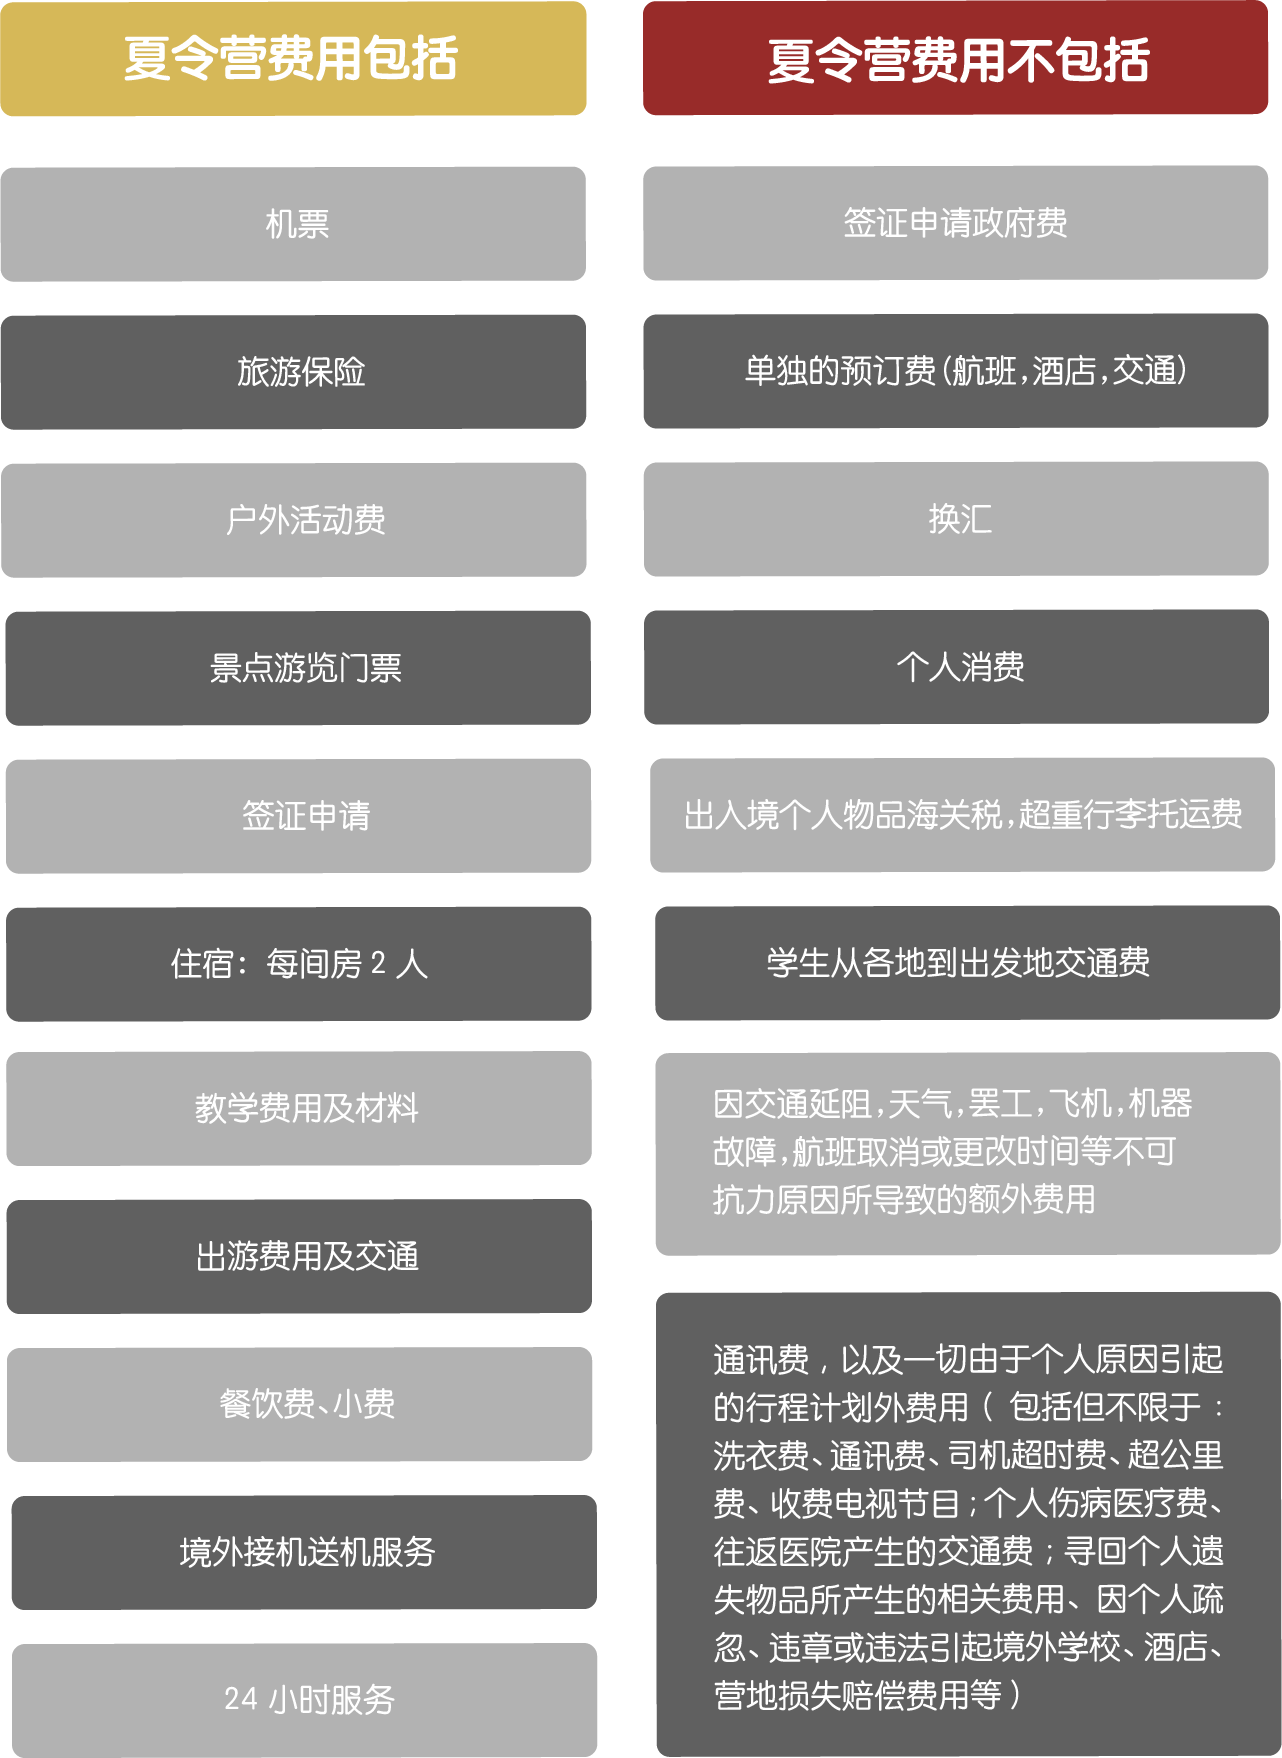 夏令营费用包括
机票
旅游保险
户外活动费
景点游览门票
签证申请
住宿：每间房 2 人
教学费用及材料
出游费用及交通
餐饮费、小费
境外接机送机服务
24 小时服务
夏令营费用不包括
签证申请政府费
单独的预订费(航班,酒店,交通)
换汇
个人消费
出入境个人物品海关税,超重行李托运费
学生从各地到出发地交通费
因交通延阻,天气,罢工,飞机,机器
故障,航班取消或更改时间等不可
抗力原因所导致的额外费用
通讯费 , 以及一切由于个人原因引起
的行程计划外费用 ( 包括但不限于 :
洗衣费、通讯费、司机超时费、超公里
费、收费电视节目 ; 个人伤病医疗费、
往返医院产生的交通费 ; 寻回个人遗
失物品所产生的相关费用、因个人疏
忽、违章或违法引起境外学校、酒店、
营地损失赔偿费用等 )